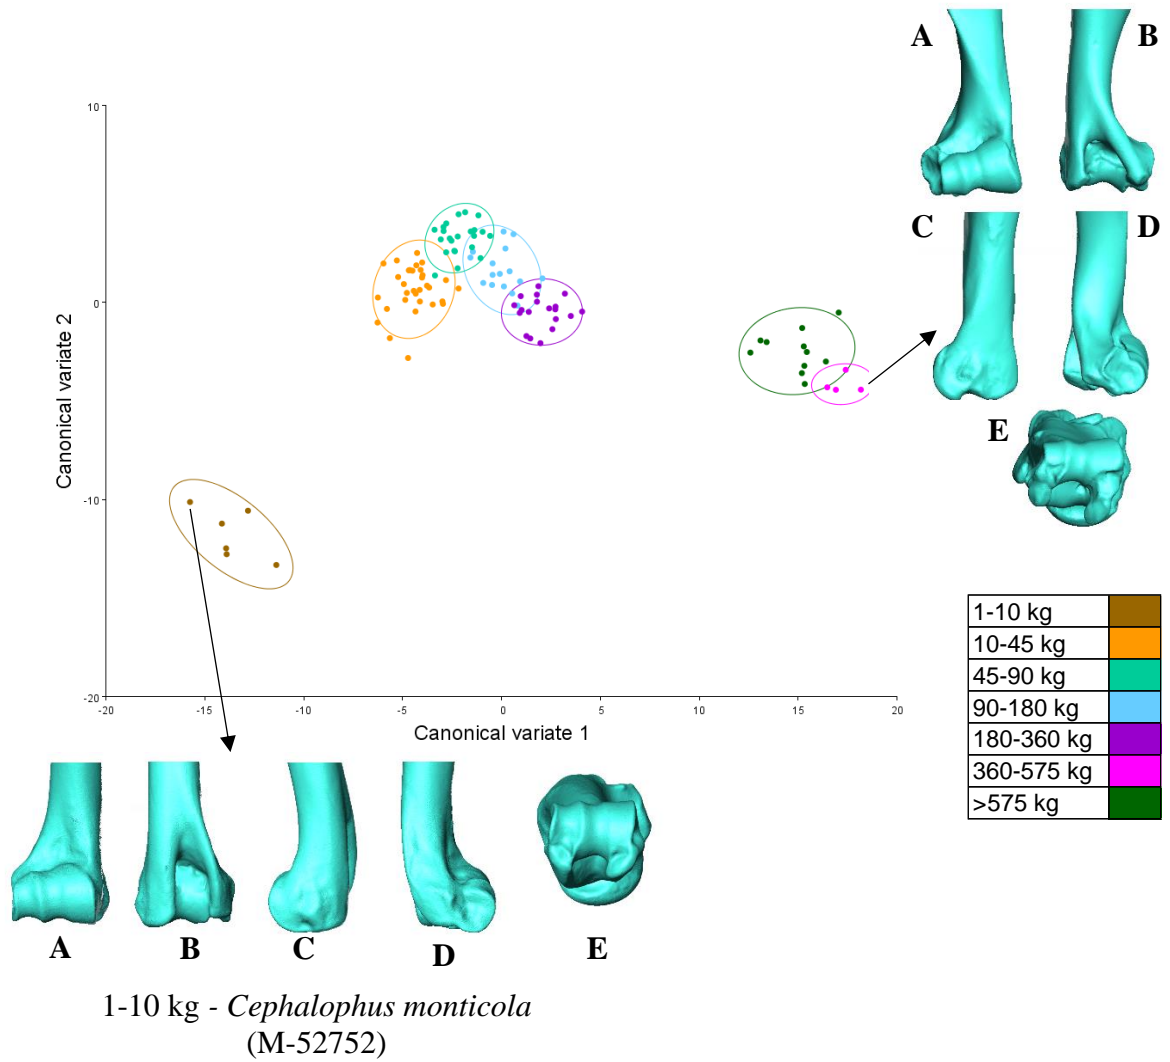 A B
10
5
0
-10
-20
Canonical variate 2
-20 -15 -10 -5 0 5 10 15 20
Canonical variate 1
C D
E
1-10 kg
10-45 kg
45-90 kg
90-180 kg
180-360 kg
360-575 kg
>575 kg
A B C D E
1-10 kg - Cephalophus monticola
(M-52752)